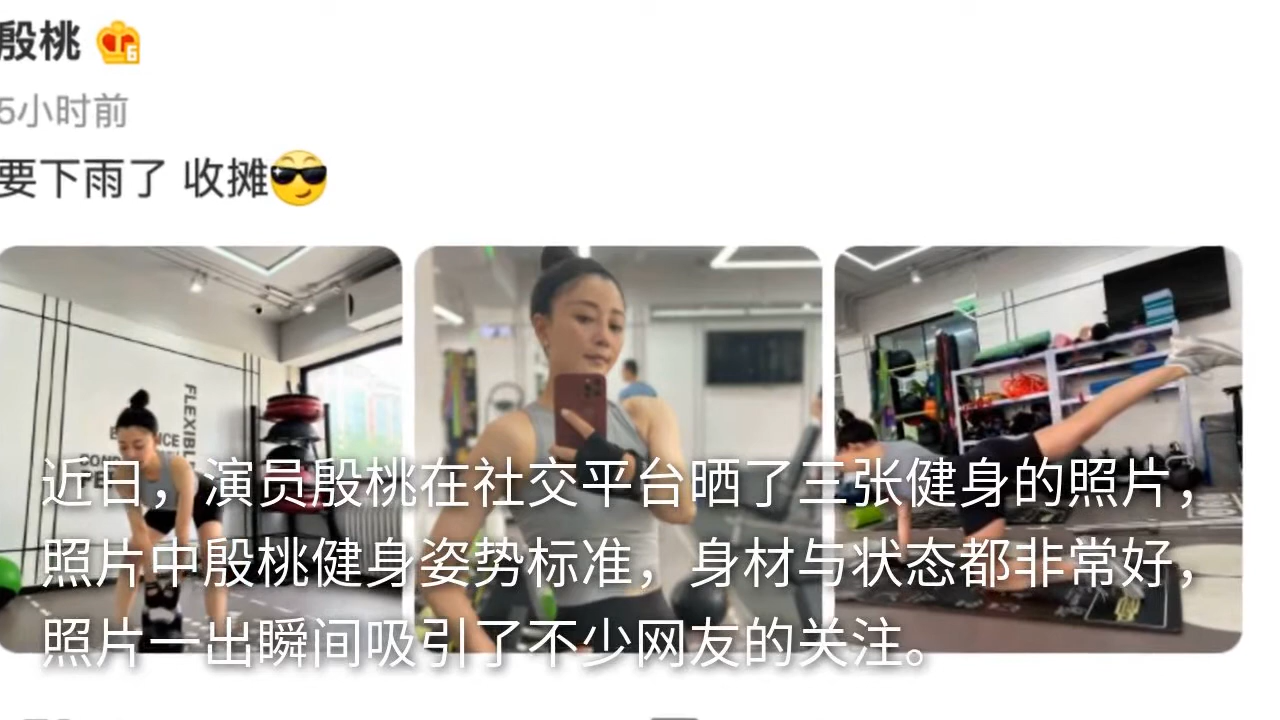 殷桃
5小时前
要下雨了 收摊
FLEXIBL
近日，演员殷桃在社交平台晒了三张健身的照片，
照片中殷桃健身姿势标准，身材与状态都非常好，
照片一出瞬间吸引了不少网友的关注。